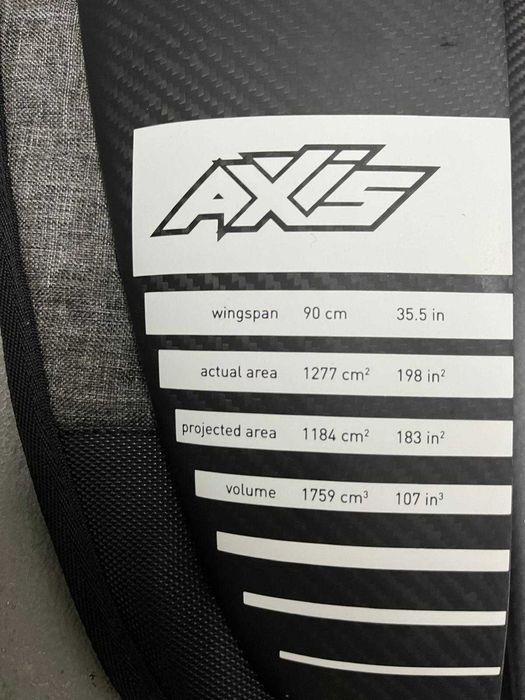 AXIS
wingspan 90 cm 35.5 in
actual area 1277 cm² 198 in²
projected area 1184 cm² 183 in²
volume 1759 cm³ 107 in³